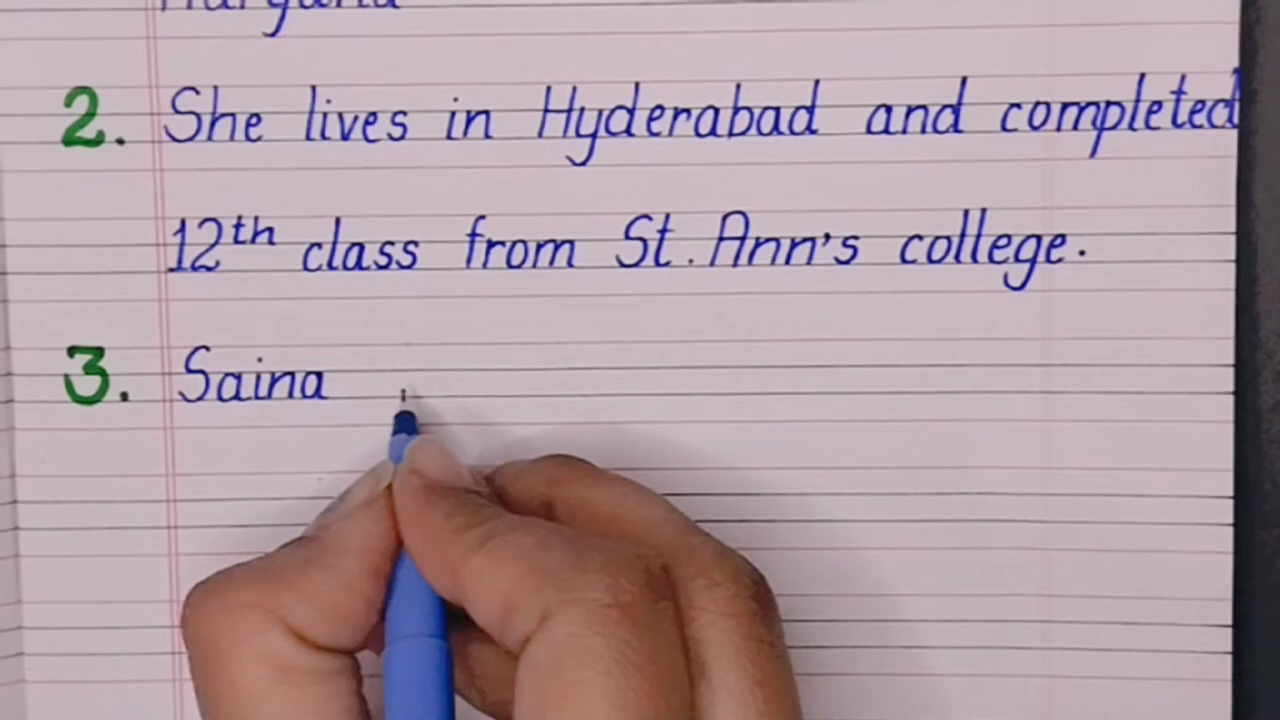 2. She lives in Hyderabad and completed
12th class from St. Ann's college.
3. Saina